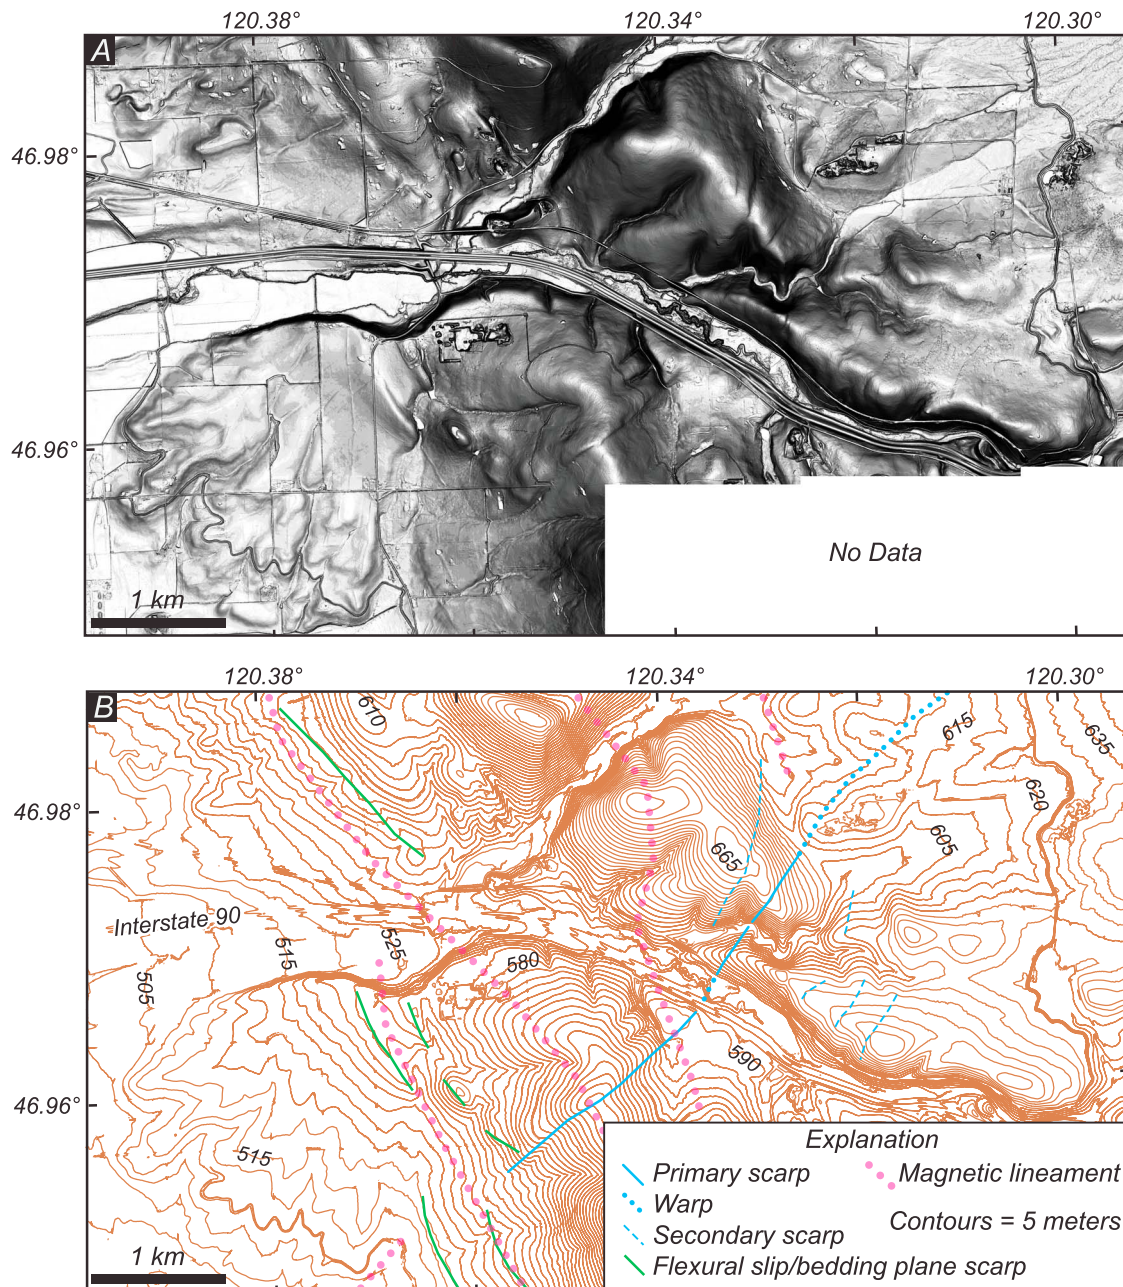 120.38°
120.34°
120.30°
A
46.98°
46.96°
No Data
1 km
120.38°
120.34°
120.30°
B
610
615
635
620
46.98°
605
665
Interstate 90
525
515
580
505
590
46.96°
515
Explanation
Primary scarp
Magnetic lineament
Warp
Contours = 5 meters
Secondary scarp
Flexural slip/bedding plane scarp
1 km